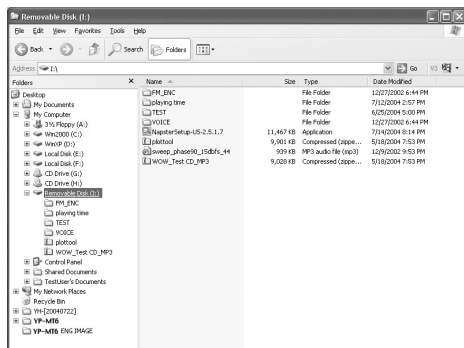 Removable Disk (I:)
File Edit View Favorites Tools Help
Back Search Folders
Address I:\ Go V3
Folders
Name Size Type Date Modified
Desktop
My Documents
My Computer
3½ Floppy (A:)
Win2000 (C:)
WinXP (D:)
Local Disk (E:)
Local Disk (F:)
CD Drive (G:)
CD Drive (H:)
Removable Disk (I:)
FM_ENC
playing time
TEST
VOICE
plottool
WOW_Test CD_MP3
Control Panel
Shared Documents
TestUser's Documents
My Network Places
Recycle Bin
YH-[20040722]
YP-MT6
YP-MT6 ENG IMAGE
FM_ENC File Folder 12/27/2002 6:44 PM
playing time File Folder 7/12/2004 2:57 PM
TEST File Folder 6/25/2004 5:00 PM
VOICE File Folder 12/27/2002 6:44 PM
NapsterSetup-US-2.5.1.7 11,467 KB Application 7/14/2004 8:14 PM
plottool 9,901 KB Compressed (zippe... 5/18/2004 7:53 PM
sweep_phase90_15dbfs_44 939 KB MP3 audio file (mp3) 12/9/2002 9:53 PM
WOW_Test CD_MP3 9,028 KB Compressed (zippe... 5/18/2004 7:53 PM